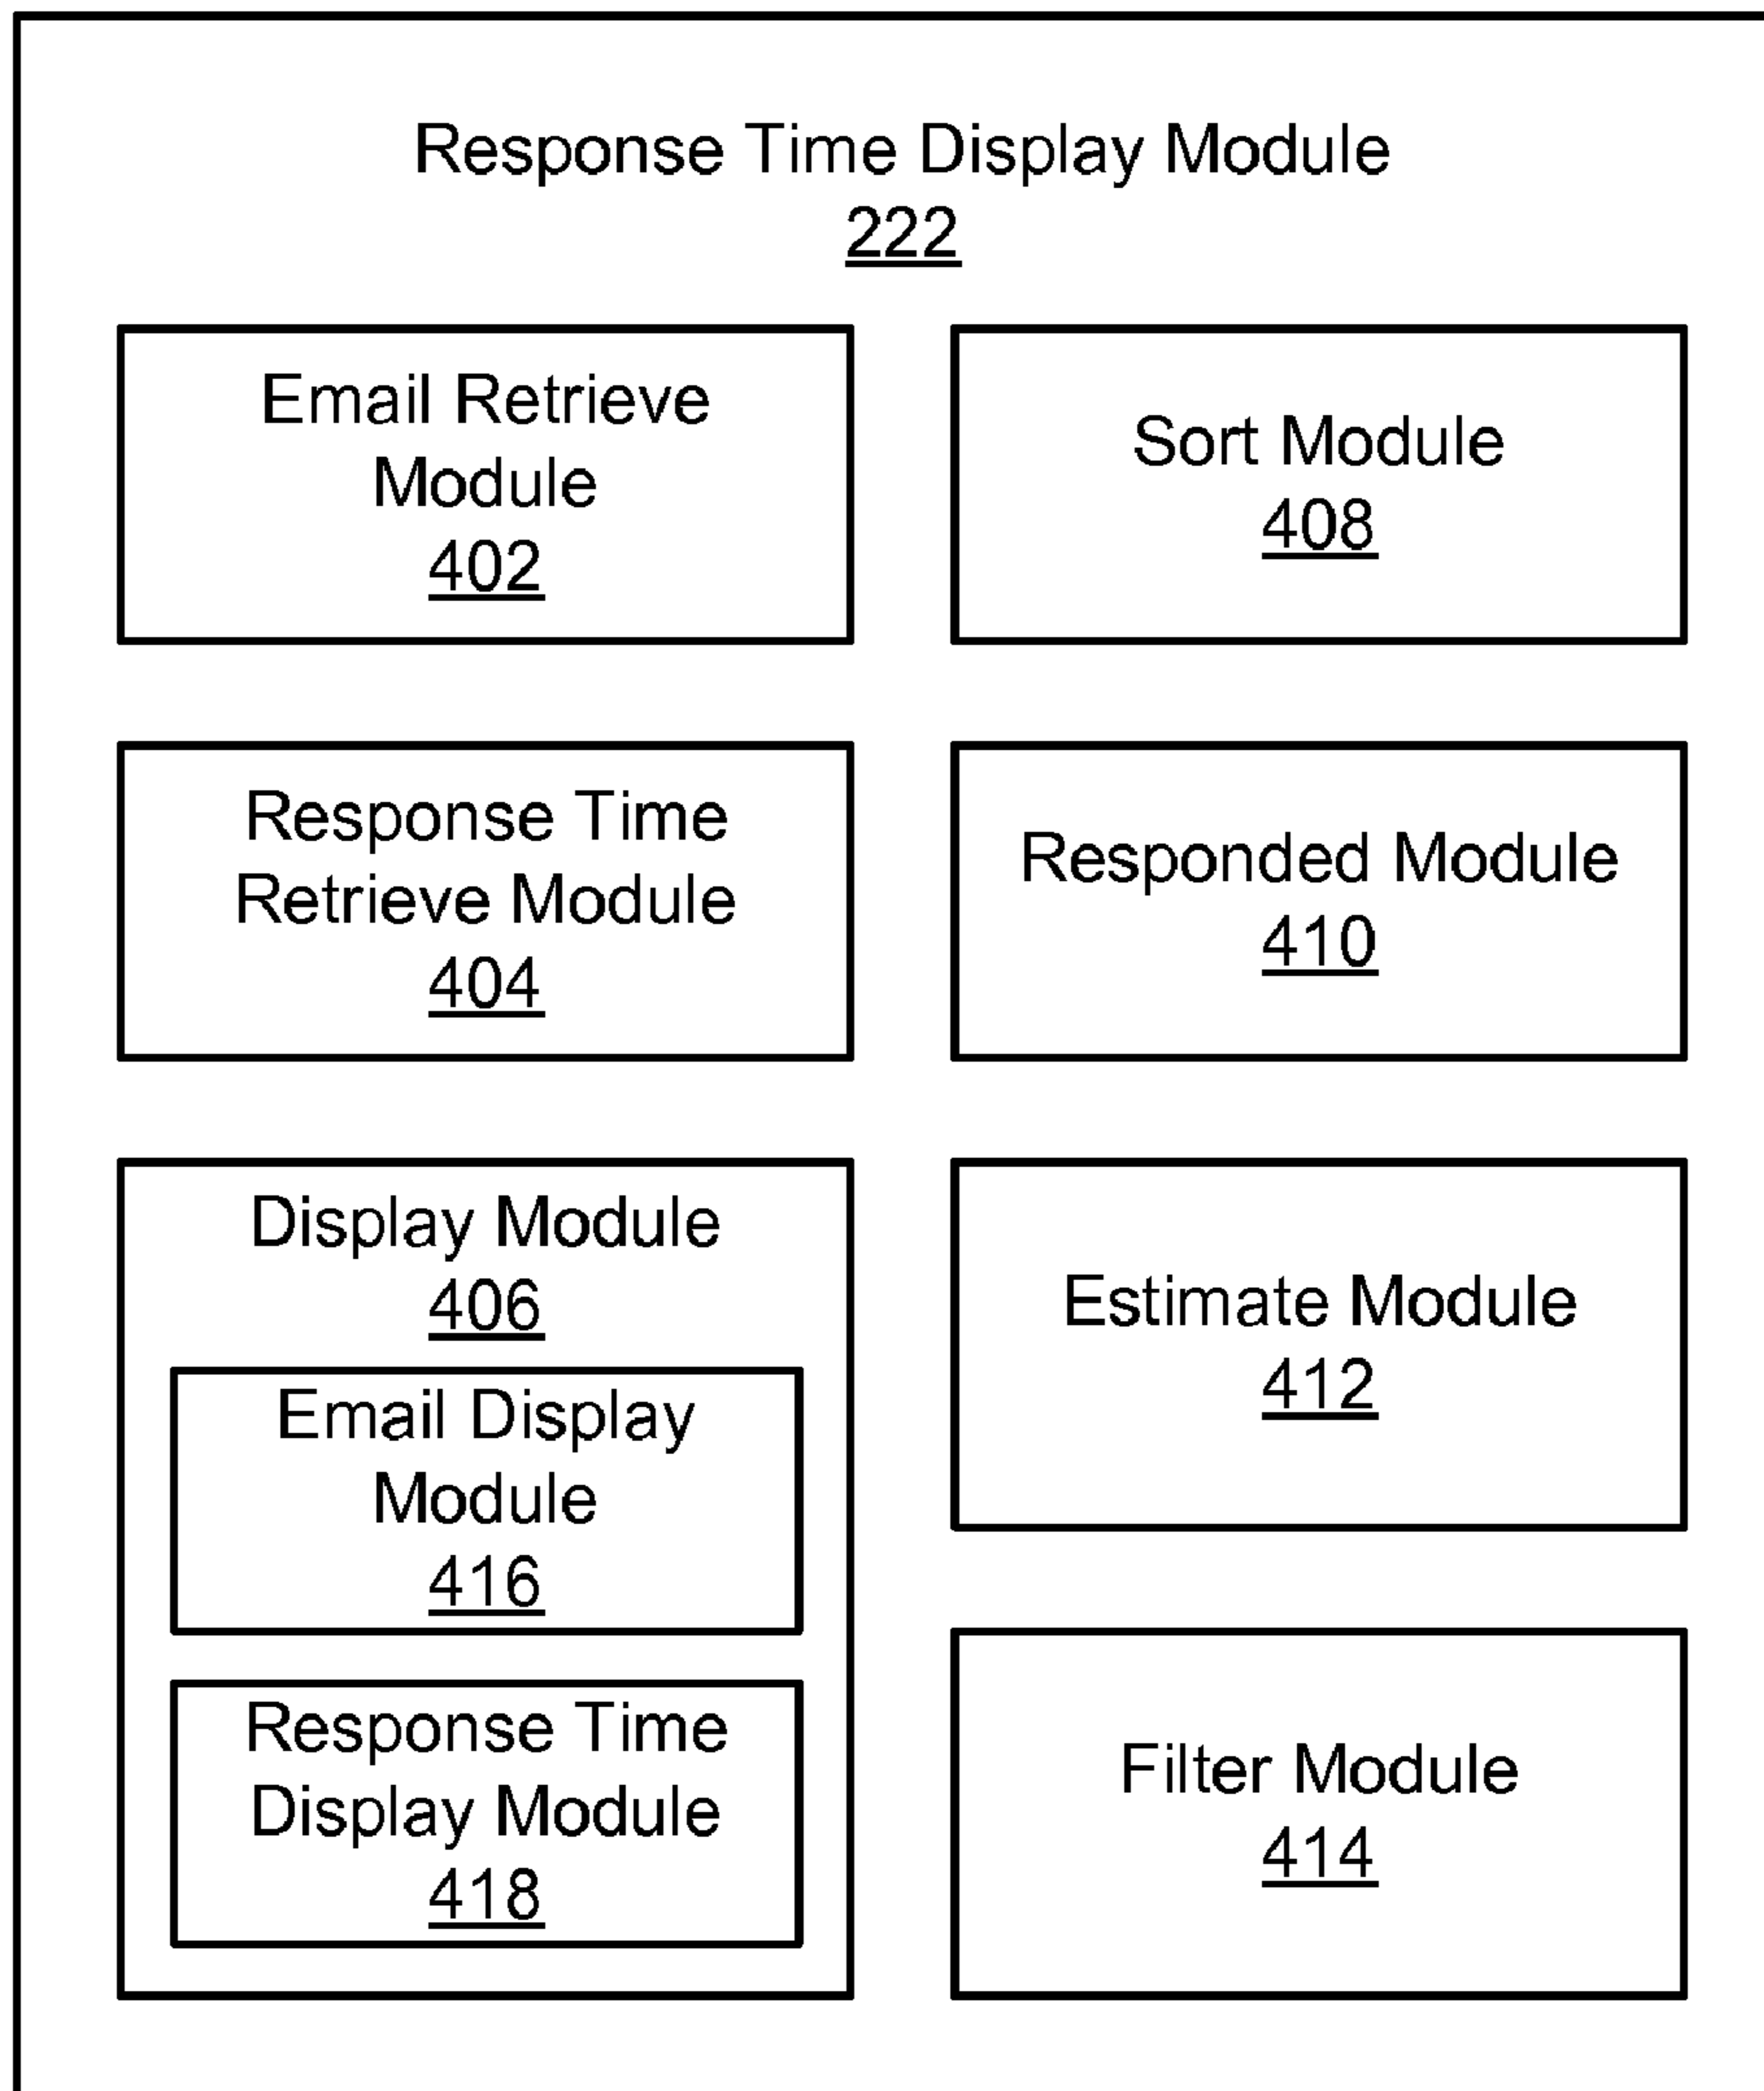 Response Time Display Module
222
Email Retrieve
Module
402
Sort Module
408
Response Time
Retrieve Module
404
Responded Module
410
Display Module
406
Email Display
Module
416
Response Time
Display Module
418
Estimate Module
412
Filter Module
414